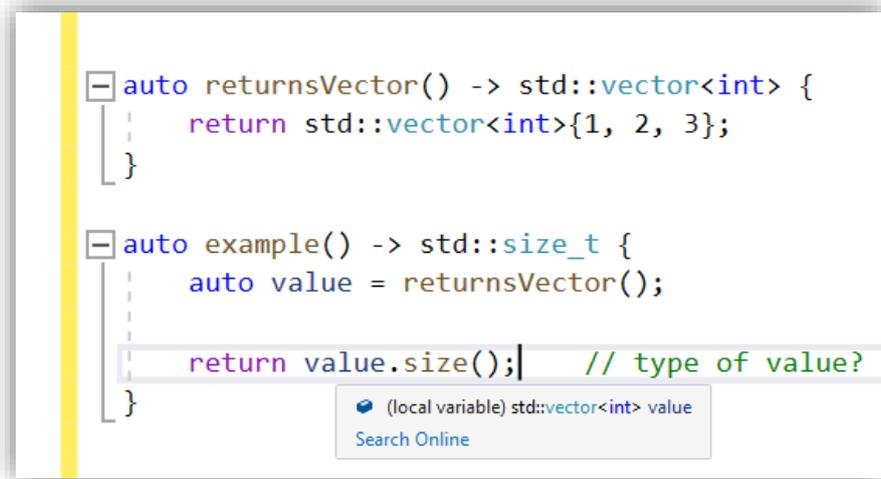 auto returnsVector() -> std::vector<int> {
    return std::vector<int>{1, 2, 3};
}
auto example() -> std::size_t {
    auto value = returnsVector();
    return value.size();    // type of value?
}
(local variable) std::vector<int> value
Search Online